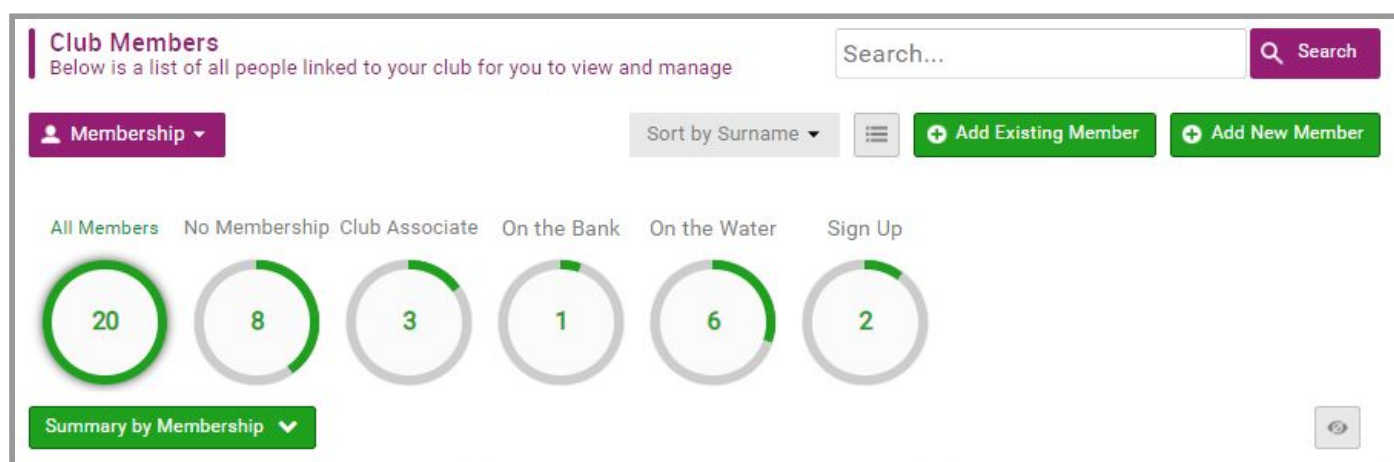 Club Members
Below is a list of all people linked to your club for you to view and manage
Search...
Search
Membership
Sort by Surname
Add Existing Member
Add New Member
All Members
No Membership
Club Associate
On the Bank
On the Water
Sign Up
20
8
3
1
6
2
Summary by Membership